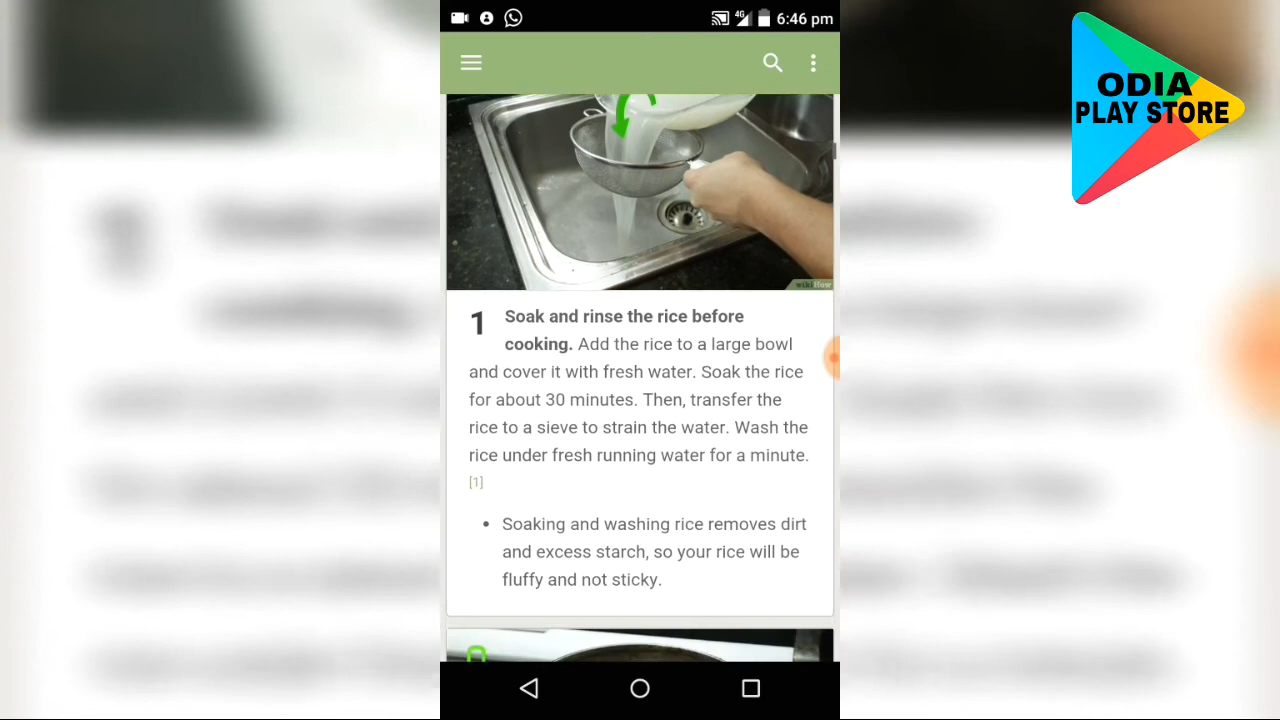 4G
6:46 pm
ODIA
PLAY STORE
wikiHow
1
Soak and rinse the rice before
cooking. Add the rice to a large bowl
and cover it with fresh water. Soak the rice
for about 30 minutes. Then, transfer the
rice to a sieve to strain the water. Wash the
rice under fresh running water for a minute.
[1]
• Soaking and washing rice removes dirt
and excess starch, so your rice will be
fluffy and not sticky.